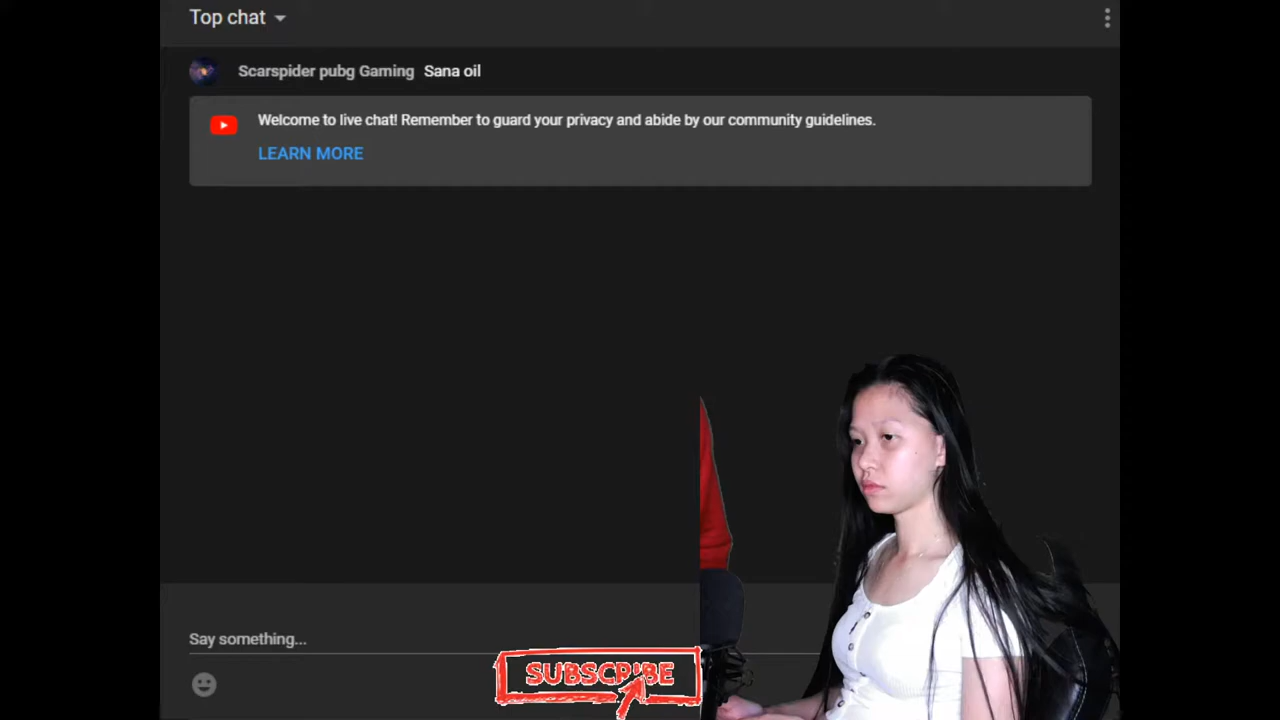 Top chat
Scarspider pubg Gaming Sana oil
Welcome to live chat! Remember to guard your privacy and abide by our community guidelines.
LEARN MORE
Say something...
SUBSCRIBE